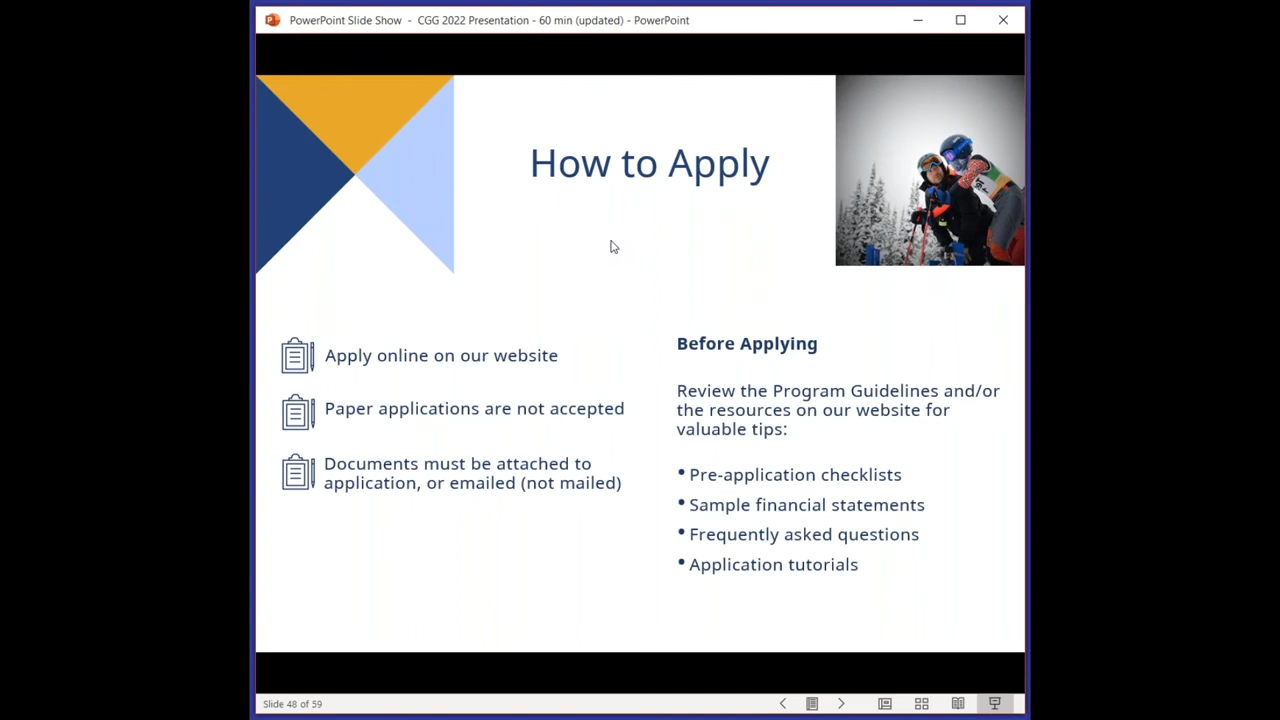 PowerPoint Slide Show - CGG 2022 Presentation - 60 min (updated) - PowerPoint
How to Apply
Apply online on our website
Paper applications are not accepted
Documents must be attached to
application, or emailed (not mailed)
Before Applying
Review the Program Guidelines and/or
the resources on our website for
valuable tips:
• Pre-application checklists
• Sample financial statements
• Frequently asked questions
• Application tutorials
Slide 48 of 59